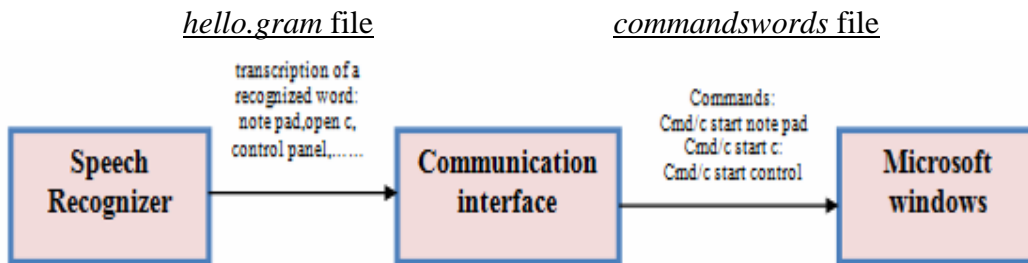 hello.gram file
commandswords file
transcription of a
recognized word:
note pad,open c,
control panel,......
Commands:
Cmd/c start note pad
Cmd/c start c:
Cmd/c start control
Speech
Recognizer
Communication
interface
Microsoft
windows